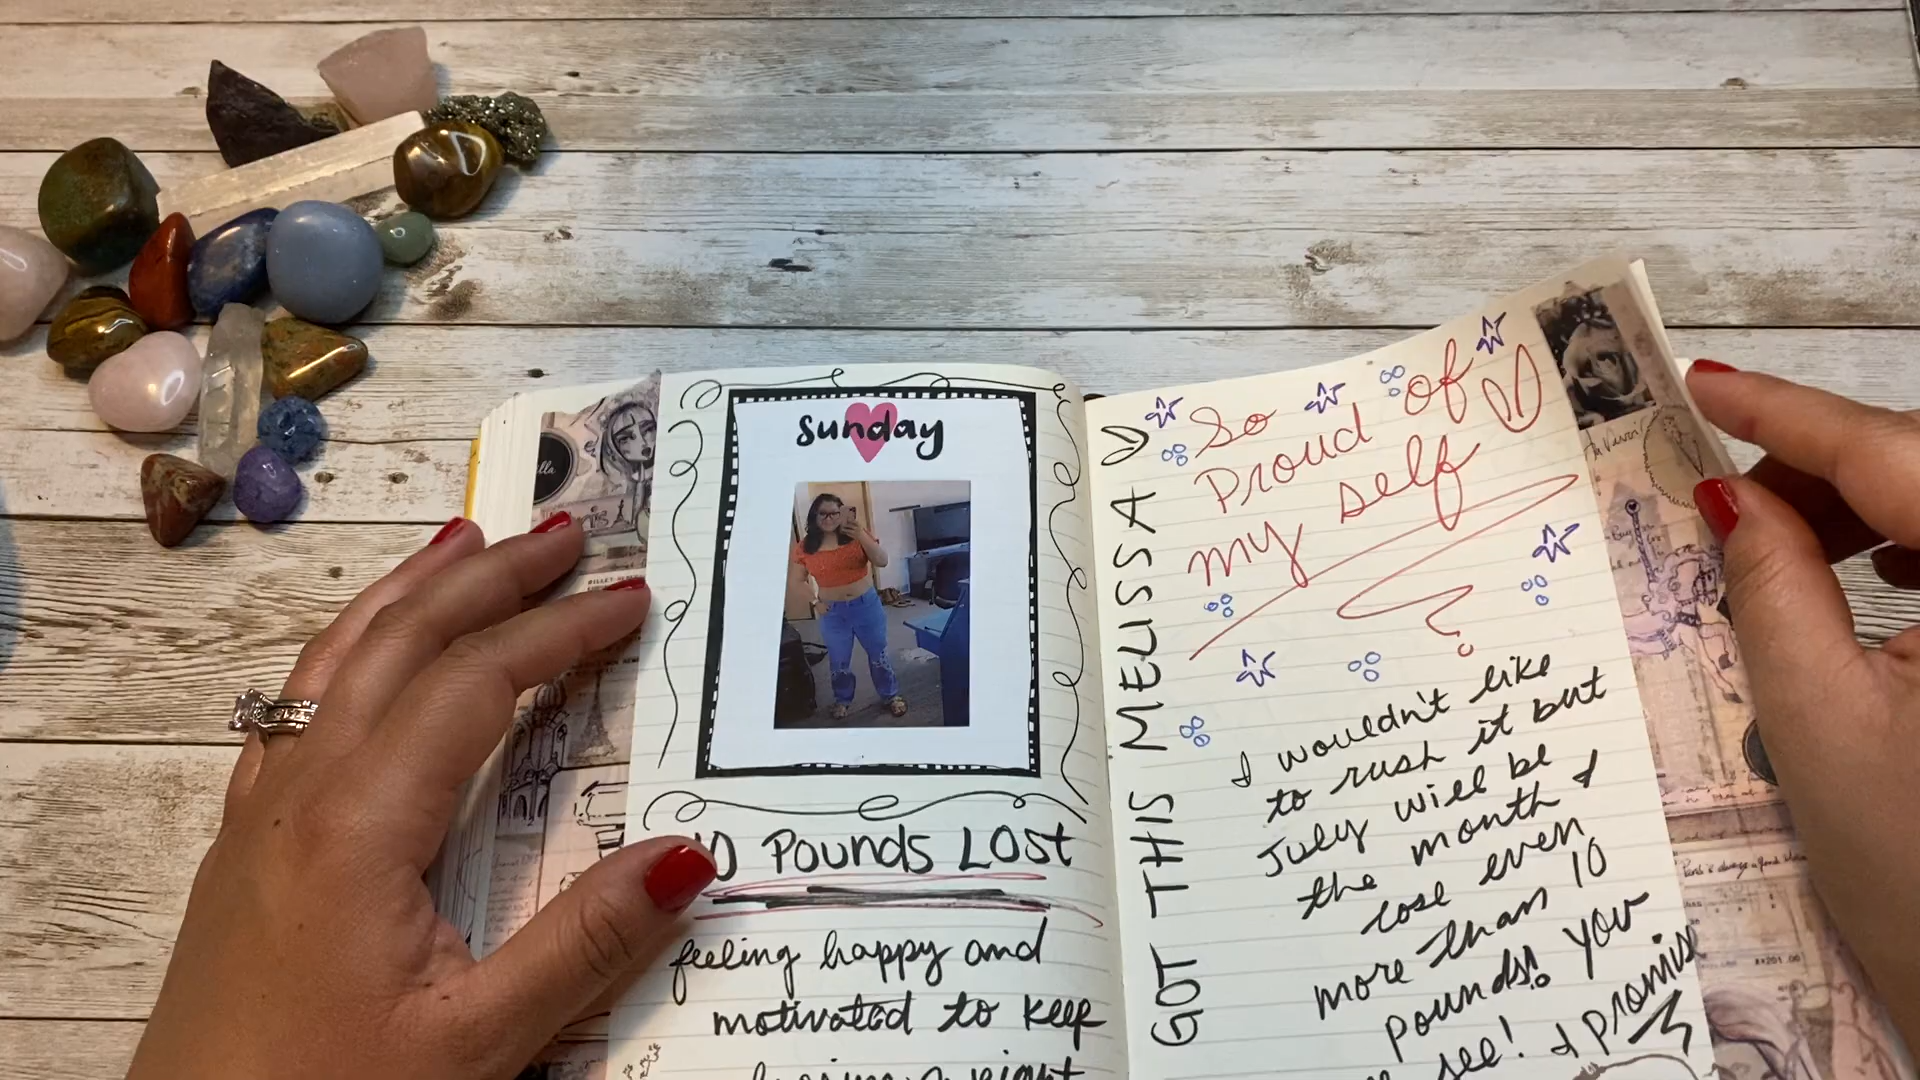 sunday
Pounds Lost
feeling happy and
motivated to keep
GOT THIS MELISSA
So
Proud of
my self
I wouldn't like
to rush it but
July will be
the month &
lose even
more than 10
pounds! you
see! I promise